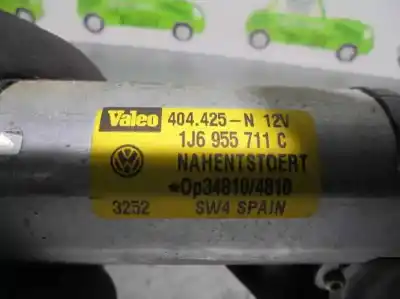 Valeo 404.425-N 12V
1J6 955 711 C
NAHENTSTOERT
*Op34810/4810
3252 SW4 SPAIN